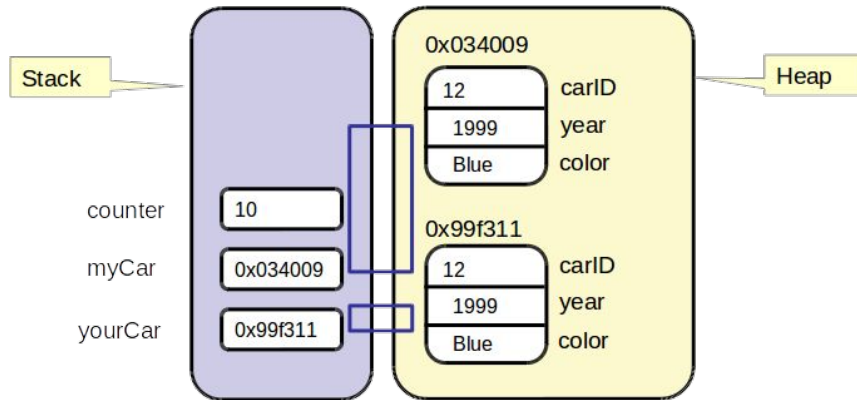 Stack
Heap
0x034009
12 carID
1999 year
Blue color
counter 10
0x99f311
myCar 0x034009
12 carID
1999 year
yourCar 0x99f311
Blue color